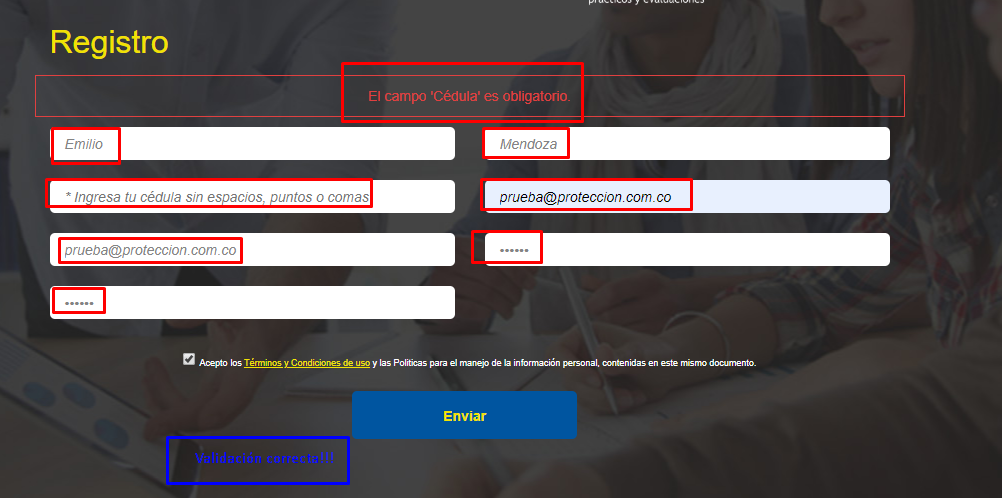 prácticos y evaluaciones
Registro
El campo 'Cédula' es obligatorio.
Emilio
Mendoza
* Ingresa tu cédula sin espacios, puntos o comas
prueba@proteccion.com.co
prueba@proteccion.com.co
••••••
••••••
Acepto los Términos y Condiciones de uso y las Politicas para el manejo de la información personal, contenidas en este mismo documento.
Enviar
Validación correcta!!!